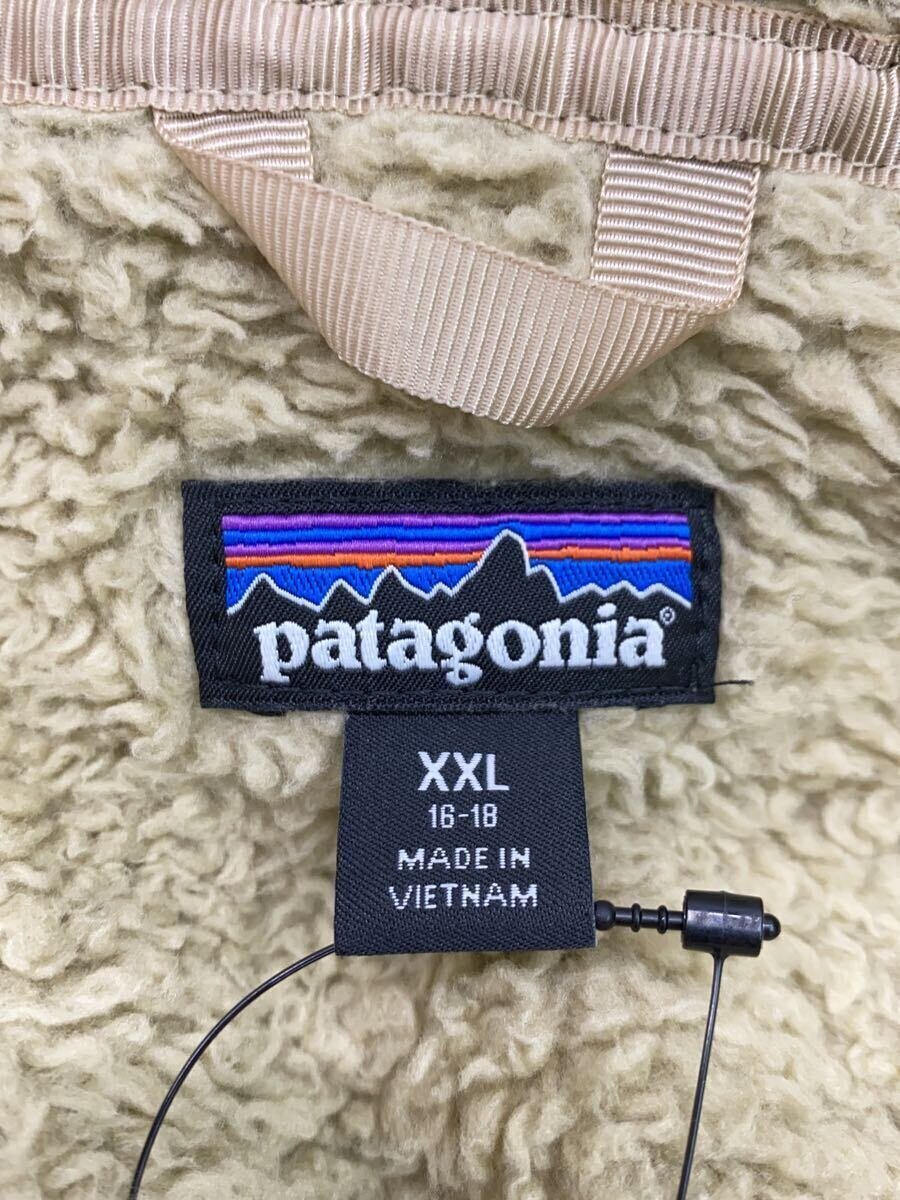 patagonia®
XXL
16-18
MADE IN
VIETNAM